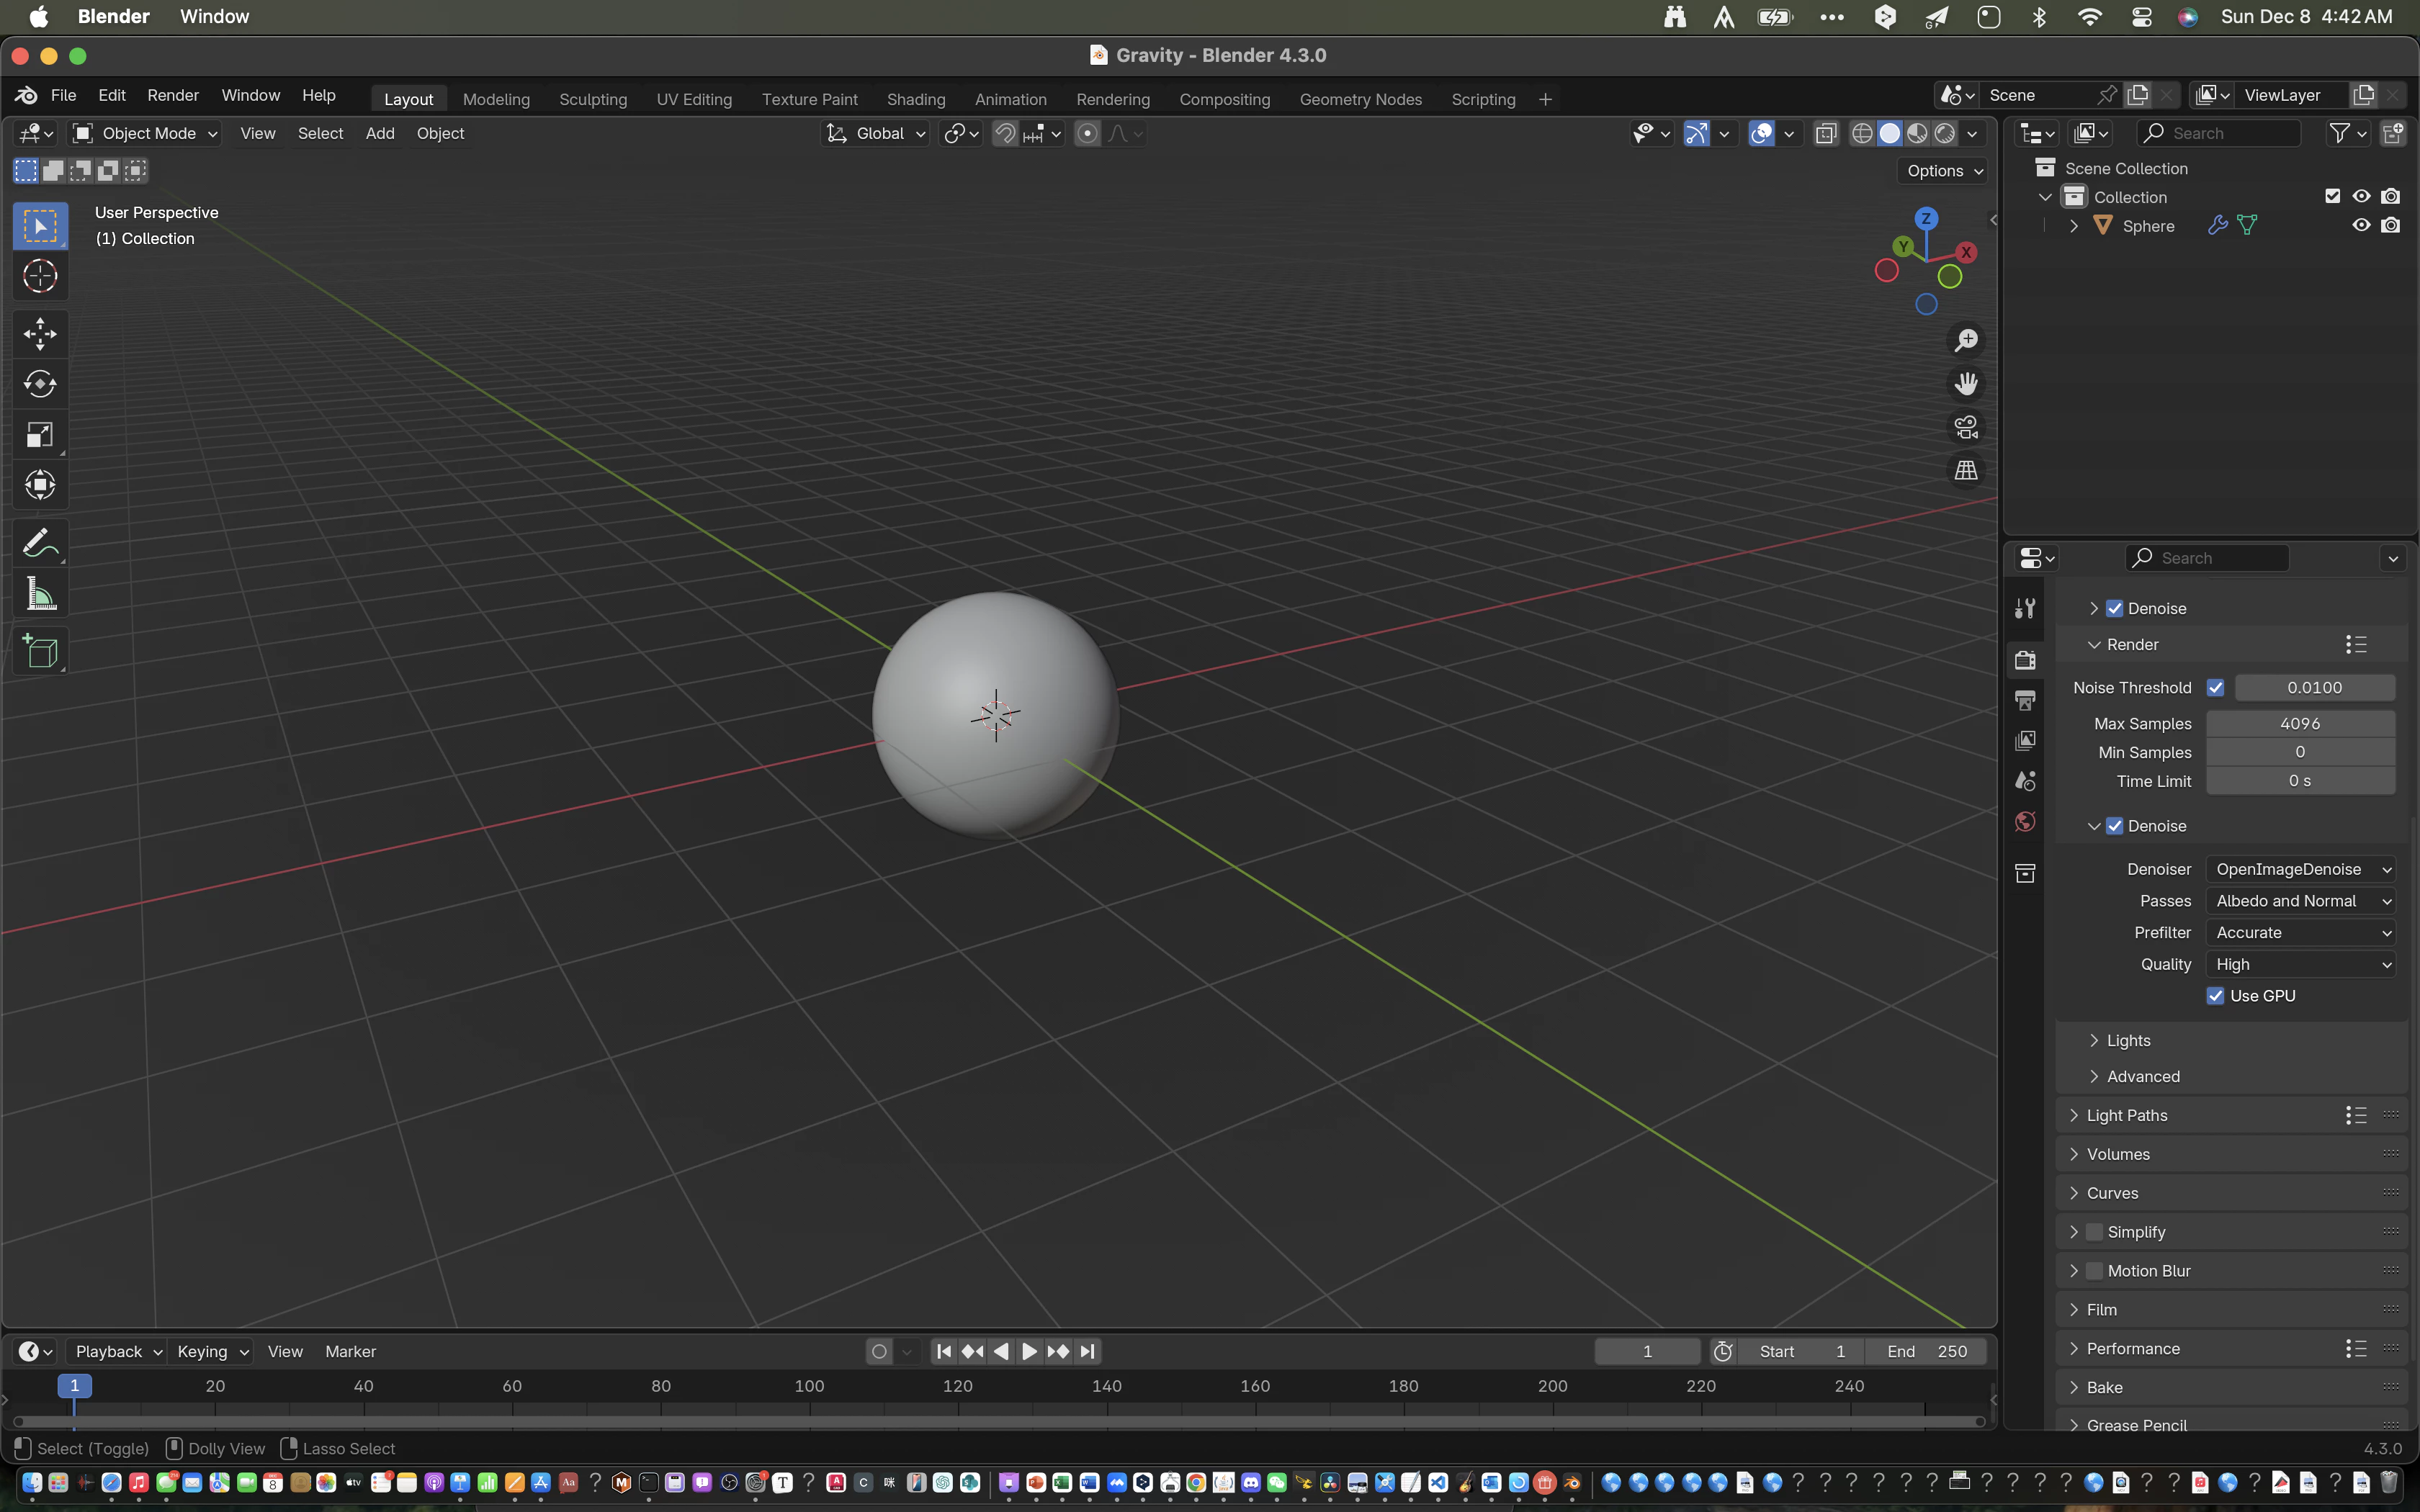 Blender Window Sun Dec 8 4:42 AM
Gravity - Blender 4.3.0
File Edit Render Window Help Layout Modeling Sculpting UV Editing Texture Paint Shading Animation Rendering Compositing Geometry Nodes Scripting + Scene ViewLayer
Object Mode View Select Add Object Global Search
Options
User Perspective
(1) Collection
Z
Y
X
Scene Collection
Collection
Sphere
Search
Denoise
Render
Noise Threshold 0.0100
Max Samples 4096
Min Samples 0
Time Limit 0 s
Denoise
Denoiser OpenImageDenoise
Passes Albedo and Normal
Prefilter Accurate
Quality High
Use GPU
Lights
Advanced
Light Paths
Volumes
Curves
Simplify
Motion Blur
Film
Performance
Bake
Grease Pencil
Playback Keying View Marker 1 Start 1 End 250
1 20 40 60 80 100 120 140 160 180 200 220 240
Select (Toggle) Dolly View Lasso Select 4.3.0